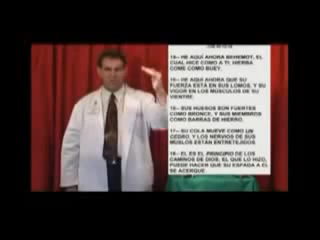 15-- HE AQUÍ AHORA BEHEMOT, EL
CUAL HICE COMO A TI; HIERBA
COME COMO BUEY.
16-- HE AQUÍ AHORA QUE SU
FUERZA ESTÁ EN SUS LOMOS, Y SU
VIGOR EN LOS MÚSCULOS DE SU
VIENTRE.
18-- SUS HUESOS SON FUERTES
COMO BRONCE, Y SUS MIEMBROS
COMO BARRAS DE HIERRO.
17-- SU COLA MUEVE COMO UN
CEDRO, Y LOS NERVIOS DE SUS
MUSLOS ESTÁN ENTRETEJIDOS.
19-- EL ES EL PRINCIPIO DE LOS
CAMINOS DE DIOS; EL QUE LO HIZO,
PUEDE HACER QUE SU ESPADA A EL
SE ACERQUE.